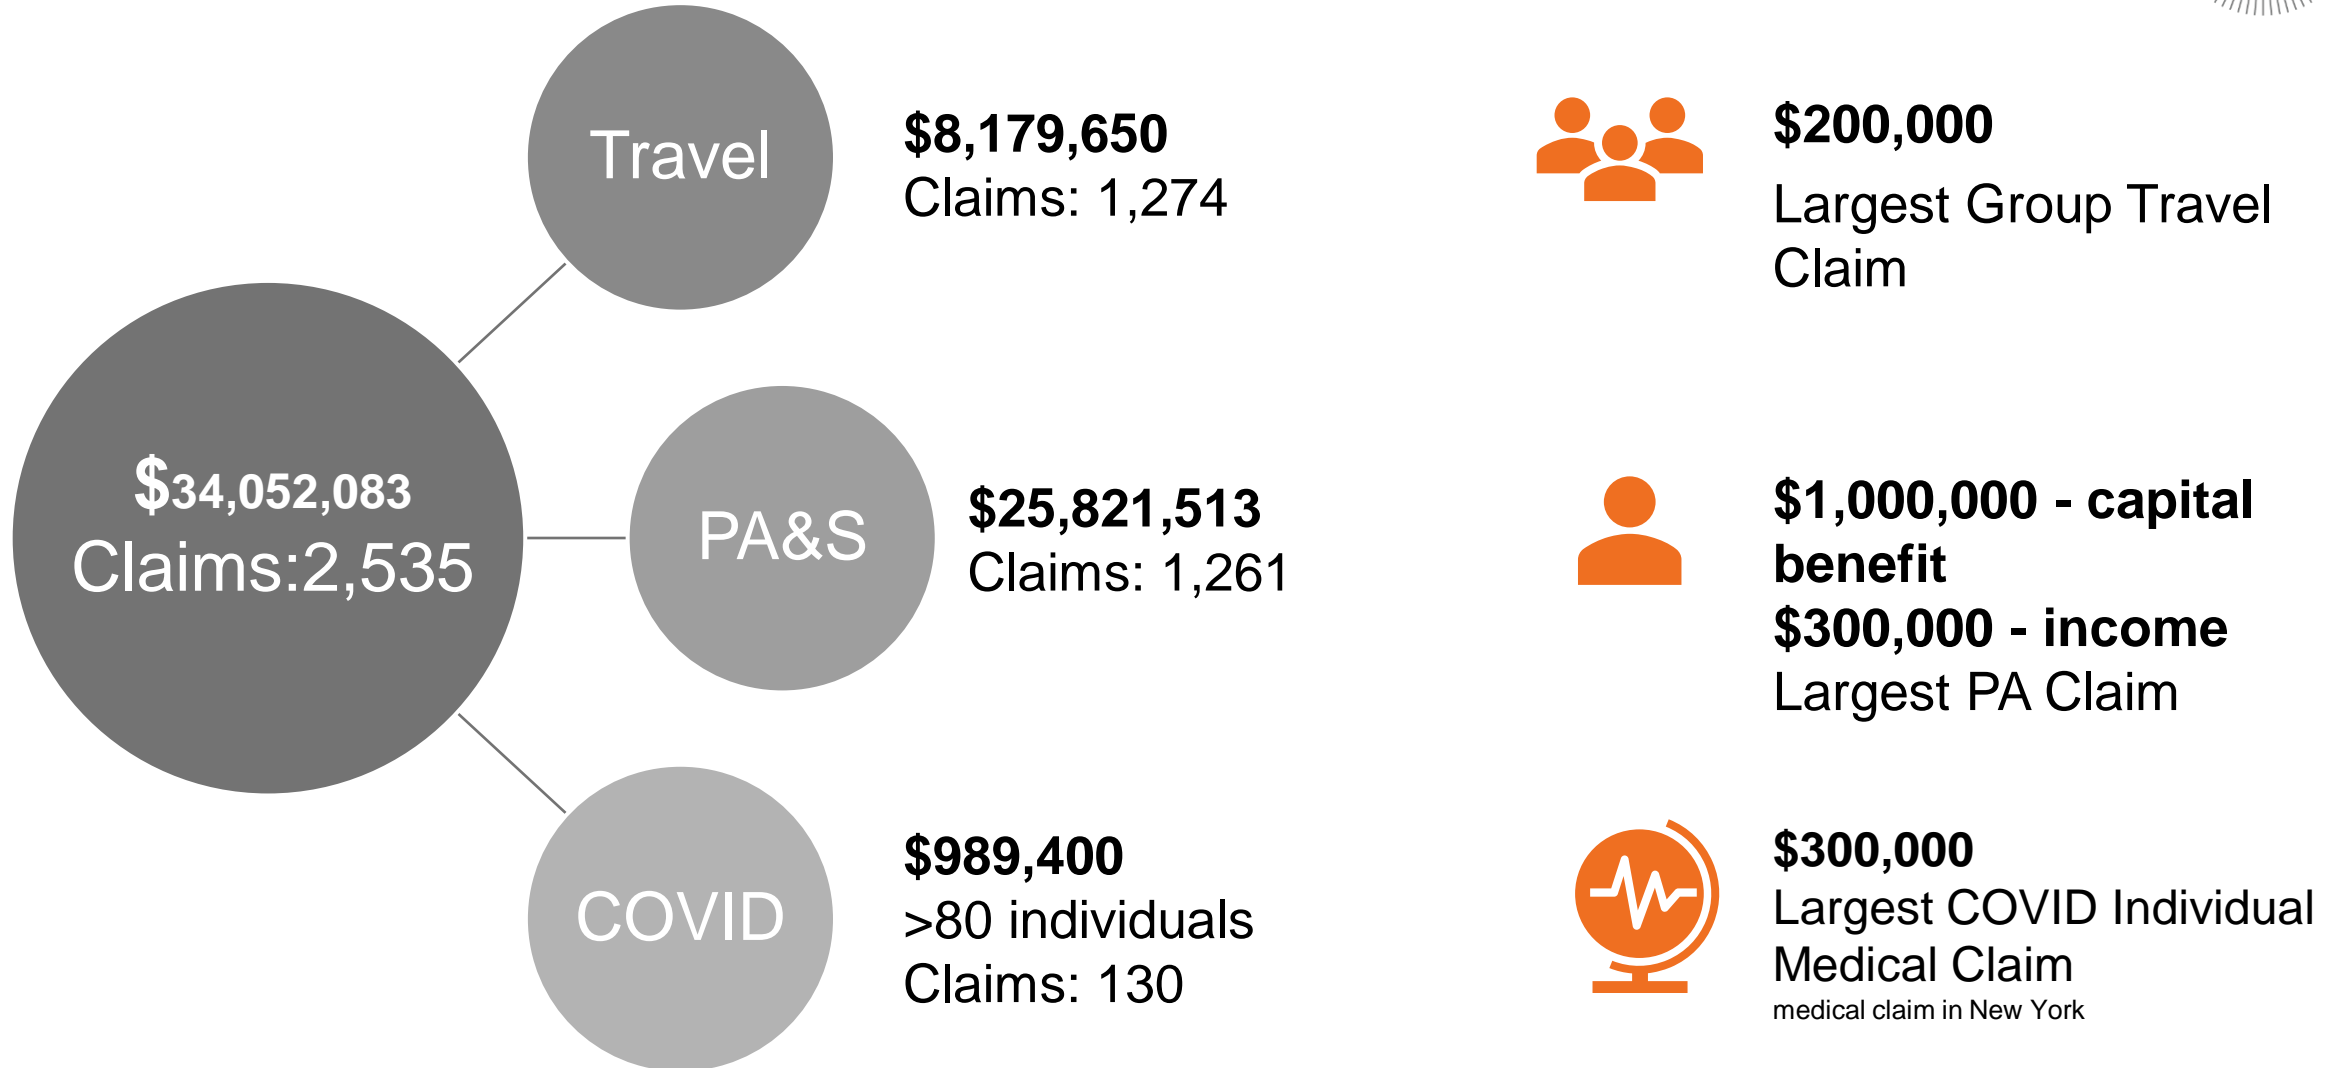 $34,052,083
Claims:2,535
Travel
$8,179,650
Claims: 1,274
PA&S
$25,821,513
Claims: 1,261
COVID
$989,400
>80 individuals
Claims: 130
$200,000
Largest Group Travel
Claim
$1,000,000 - capital
benefit
$300,000 - income
Largest PA Claim
$300,000
Largest COVID Individual
Medical Claim
medical claim in New York